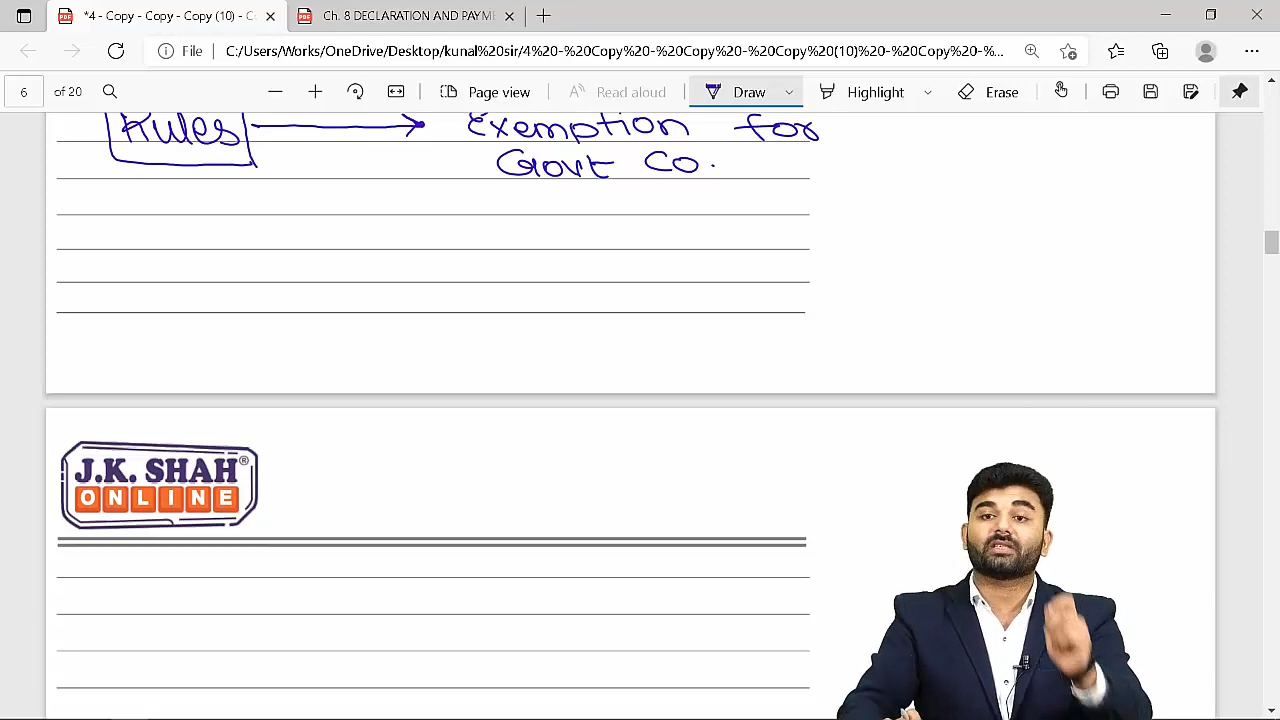 *4 - Copy - Copy - Copy (10) - C
Ch. 8 DECLARATION AND PAYM
File
C:/Users/Works/OneDrive/Desktop/kunal%20sir/4%20-%20Copy%20-%20Copy%20-%20Copy%20(10)%20-%20Copy%20-%...
6 of 20
Page view
Read aloud
Draw
Highlight
Erase
Rules → Exemption for
Govt Co.
J.K. SHAH®
ONLINE